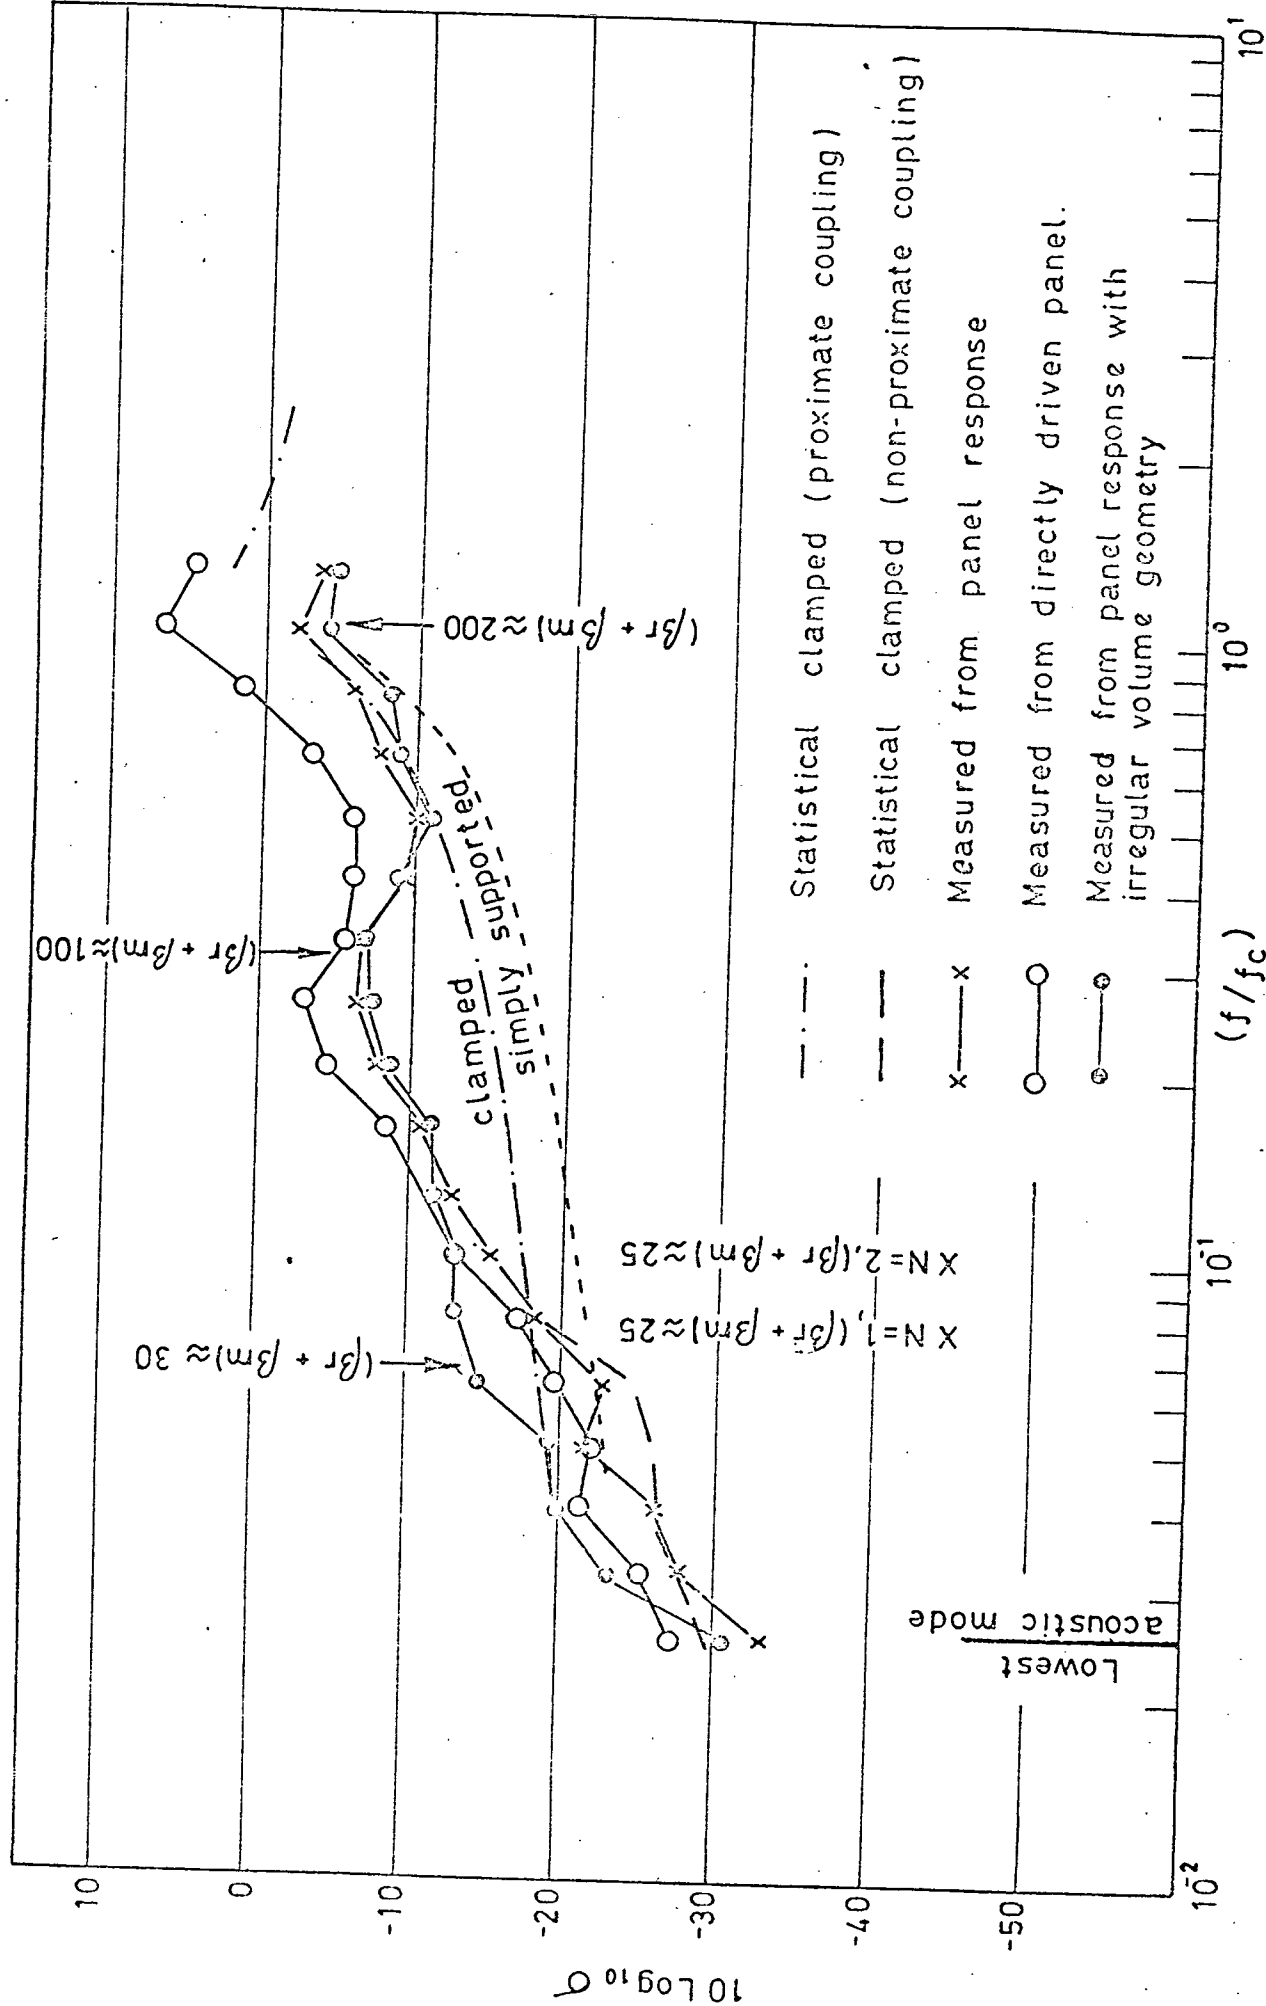 10 Log₁₀ σ
10
0
-10
-20
-30
-40
-50
10⁻²
10⁻¹
10⁰
10¹
(f/fc)
(βr + βm) ≈ 30
(βr + βm) ≈ 100
(βr + βm) ≈ 200
clamped
simply supported
X N=1, (βr + βm) ≈ 25
X N=2, (βr + βm) ≈ 25
Lowest
acoustic mode
Statistical clamped (proximate coupling)
Statistical clamped (non-proximate coupling)
x x Measured from panel response
Measured from directly driven panel.
Measured from panel response with
irregular volume geometry